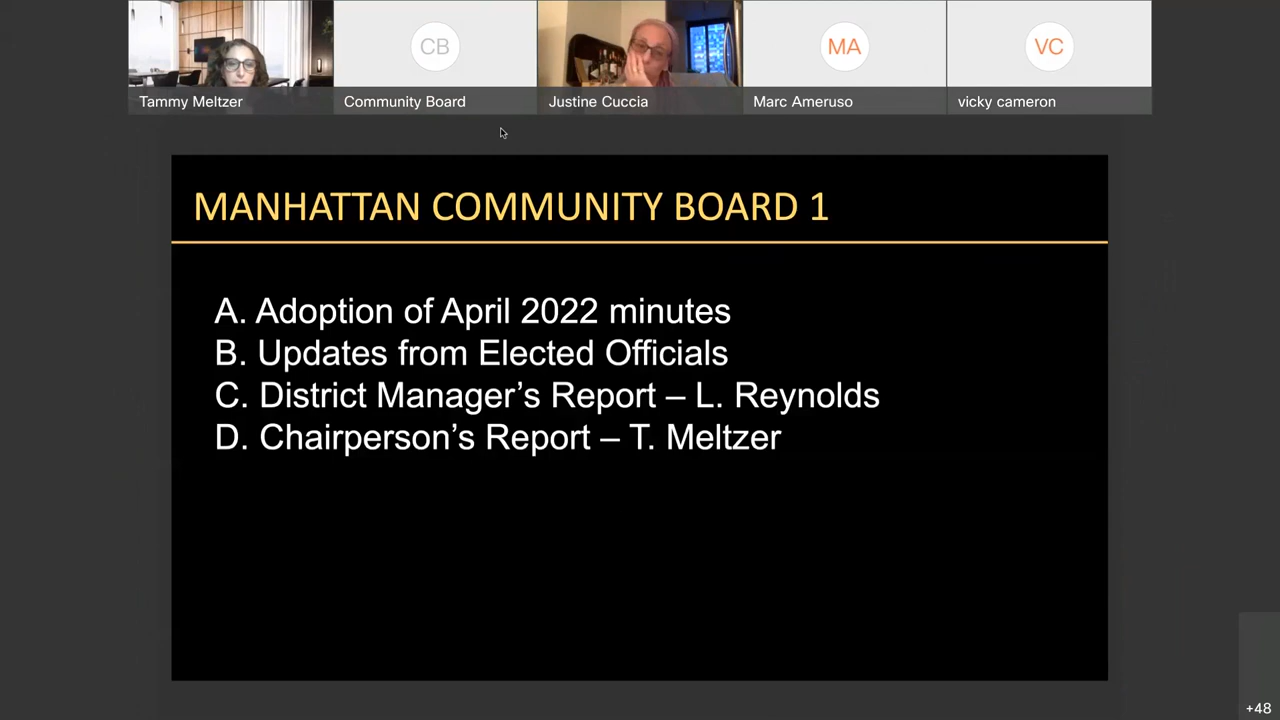 CB
MA
VC
Tammy Meltzer
Community Board
Justine Cuccia
Marc Ameruso
vicky cameron
MANHATTAN COMMUNITY BOARD 1
A. Adoption of April 2022 minutes
B. Updates from Elected Officials
C. District Manager’s Report – L. Reynolds
D. Chairperson’s Report – T. Meltzer
+48